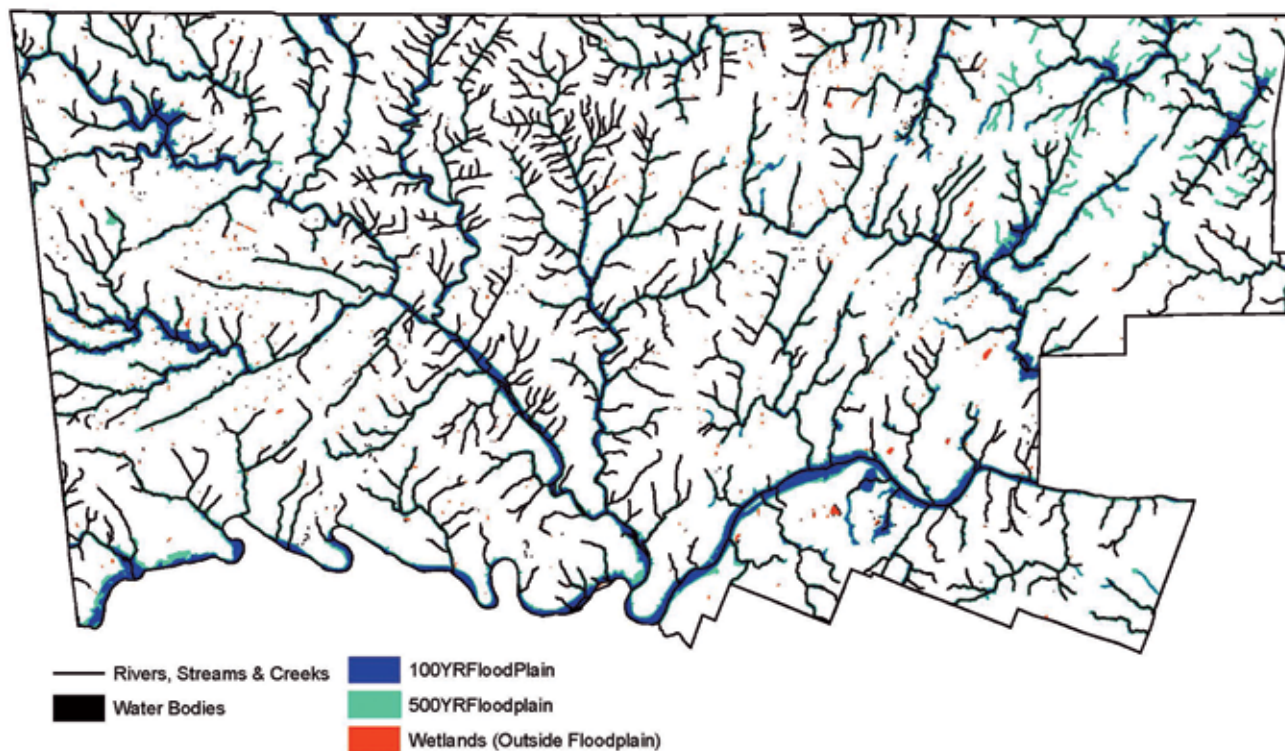 Rivers, Streams & Creeks
Water Bodies
100YRFloodPlain
500YRFloodplain
Wetlands (Outside Floodplain)